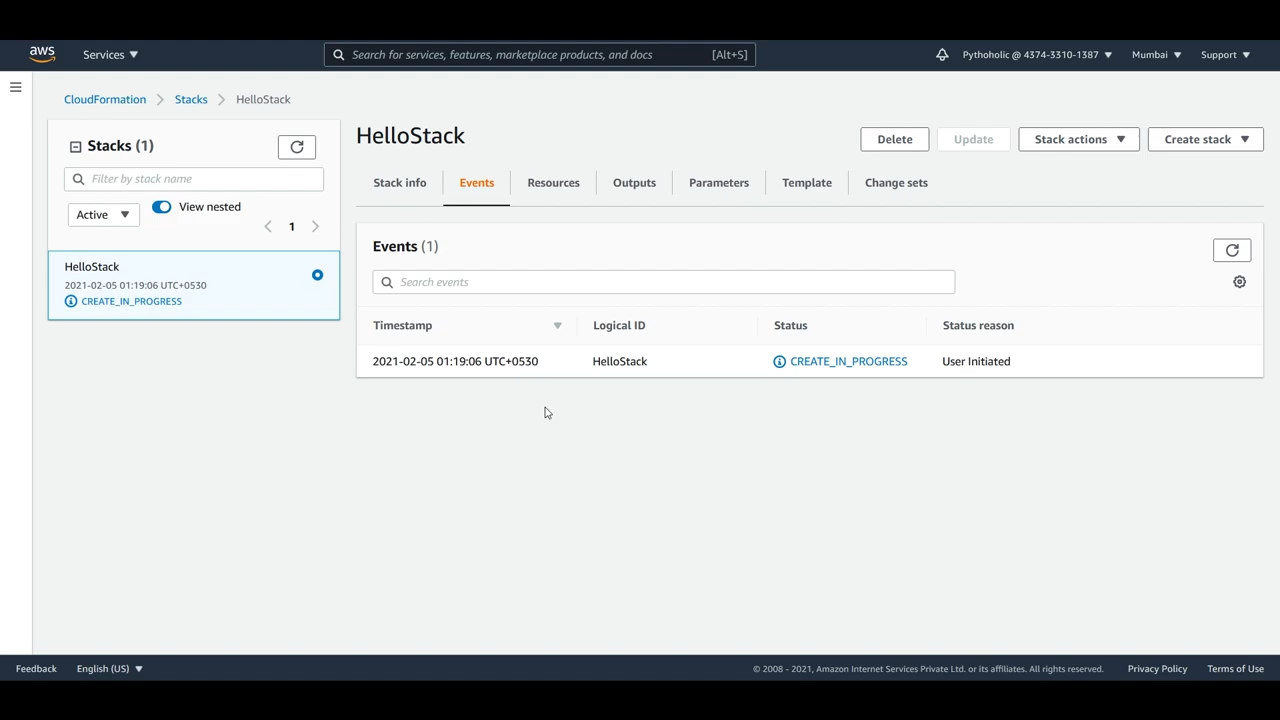 aws Services Search for services, features, marketplace products, and docs [Alt+S] Pythoholic @ 4374-3310-1387 Mumbai Support
CloudFormation Stacks HelloStack
Stacks (1)
Filter by stack name
Active View nested
1
HelloStack
2021-02-05 01:19:06 UTC+0530
CREATE_IN_PROGRESS
HelloStack
Delete Update Stack actions Create stack
Stack info Events Resources Outputs Parameters Template Change sets
Events (1)
Search events
Timestamp Logical ID Status Status reason
2021-02-05 01:19:06 UTC+0530 HelloStack CREATE_IN_PROGRESS User Initiated
Feedback English (US) © 2008 - 2021, Amazon Internet Services Private Ltd. or its affiliates. All rights reserved. Privacy Policy Terms of Use